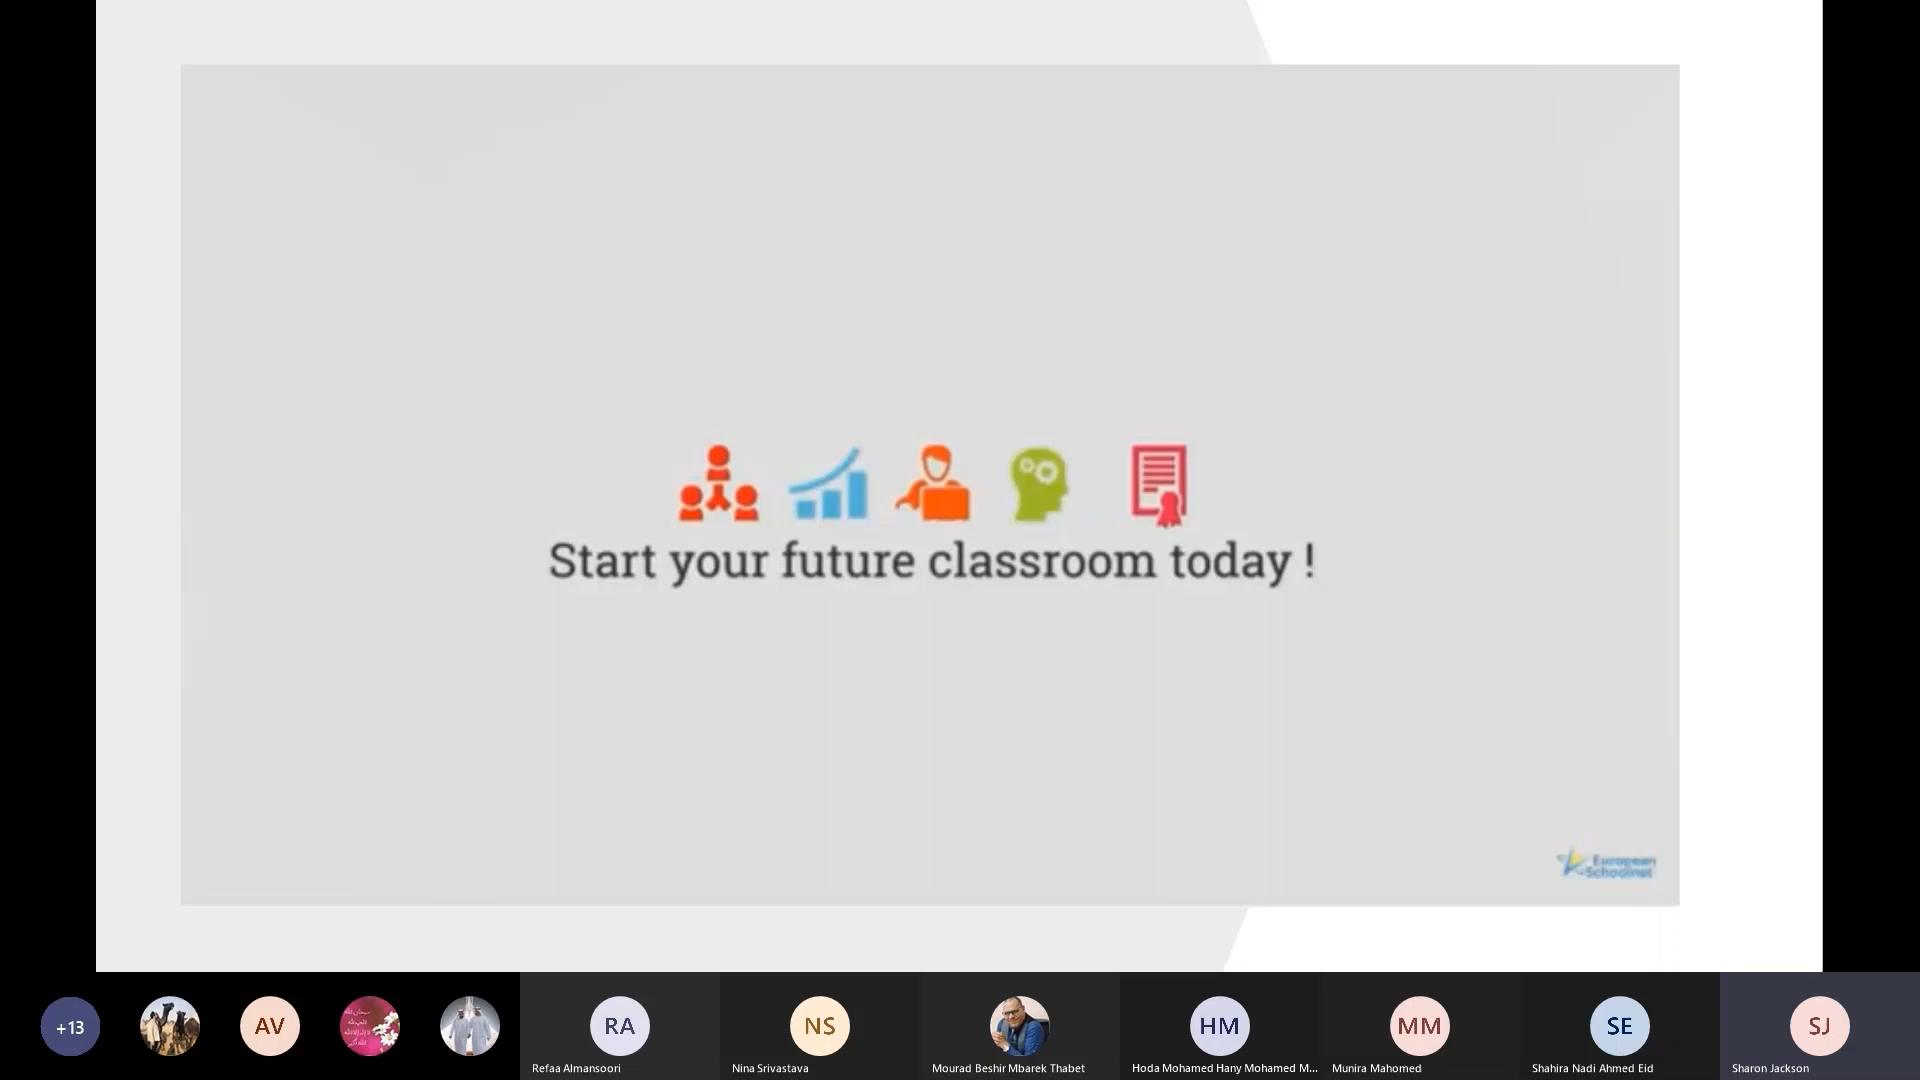 Start your future classroom today !
European
Schoolnet
+13
AV
RA
NS
HM
MM
SE
SJ
Refaa Almansoori
Nina Srivastava
Mourad Beshir Mbarek Thabet
Hoda Mohamed Hany Mohamed M...
Munira Mahomed
Shahira Nadi Ahmed Eid
Sharon Jackson